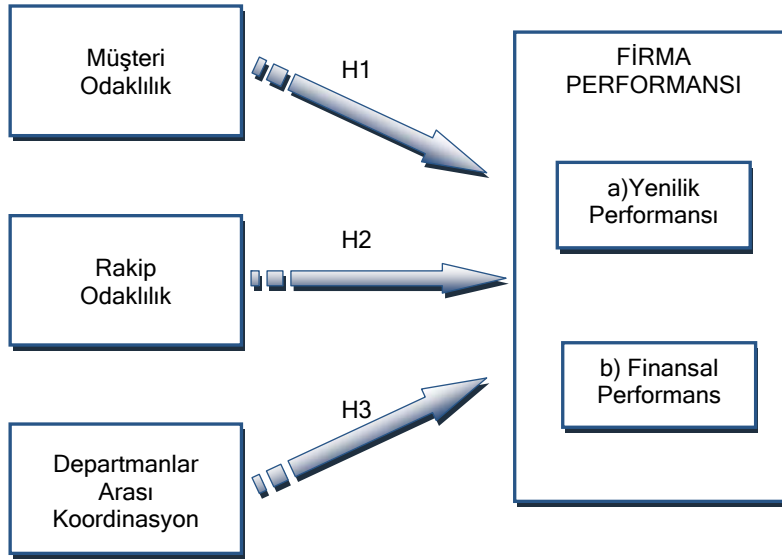 Müşteri
Odaklılık
H1
Rakip
Odaklılık
H2
Departmanlar
Arası
Koordinasyon
H3
FİRMA
PERFORMANSI
a)Yenilik
Performansı
b) Finansal
Performans